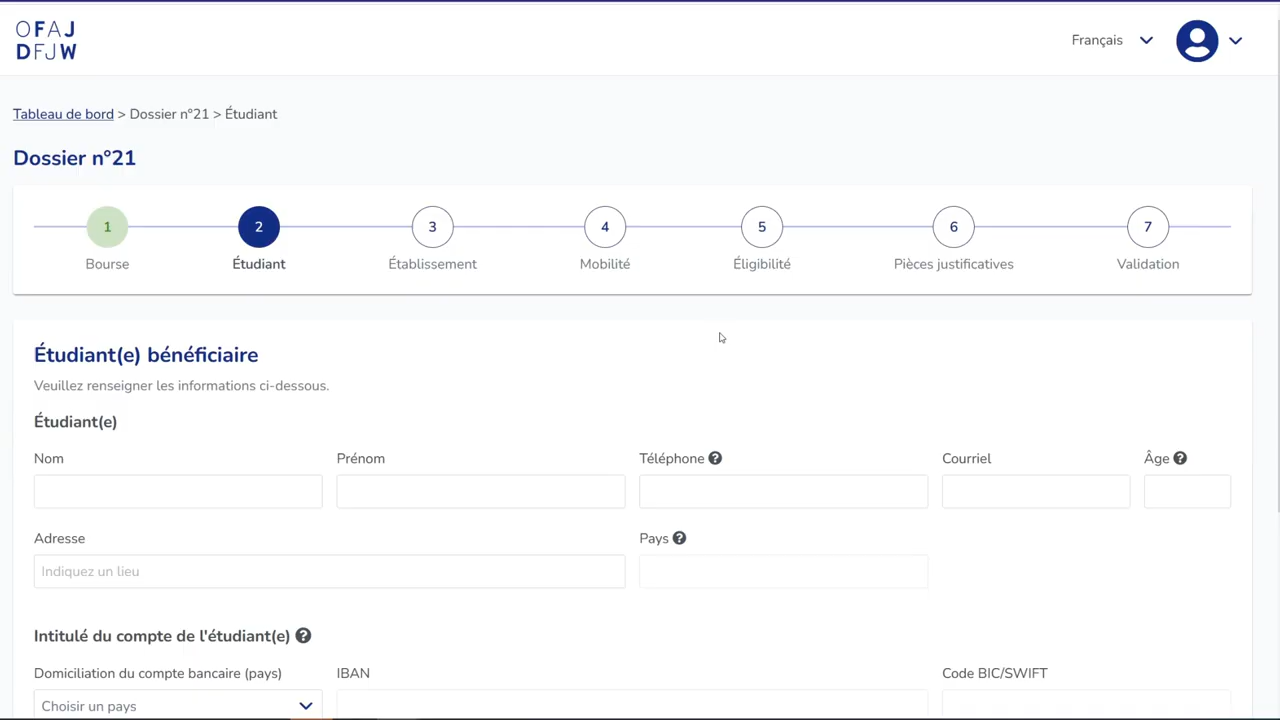 OFAJ
DFJW
Français
Tableau de bord > Dossier n°21 > Étudiant
Dossier n°21
1 2 3 4 5 6 7
Bourse Étudiant Établissement Mobilité Éligibilité Pièces justificatives Validation
Étudiant(e) bénéficiaire
Veuillez renseigner les informations ci-dessous.
Étudiant(e)
Nom Prénom Téléphone ? Courriel Âge ?
Adresse Pays ?
Indiquez un lieu
Intitulé du compte de l'étudiant(e) ?
Domiciliation du compte bancaire (pays) IBAN Code BIC/SWIFT
Choisir un pays